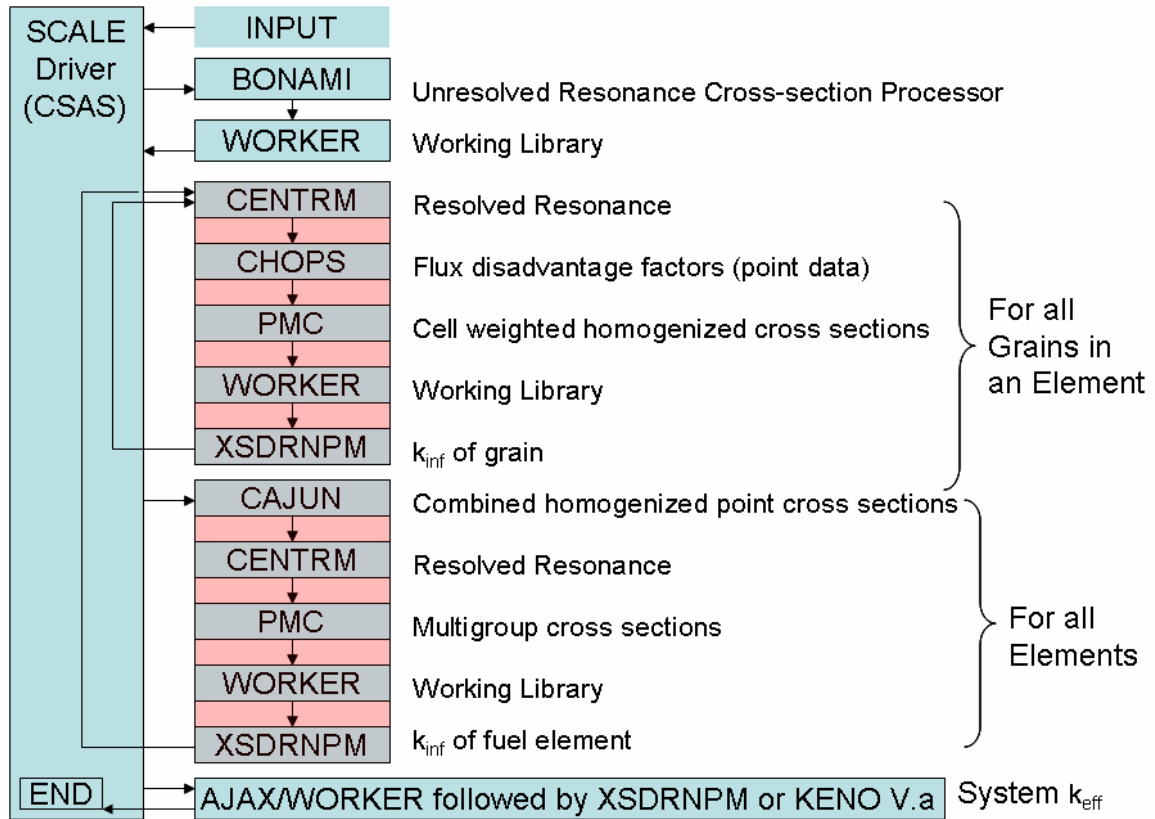 SCALE
Driver
(CSAS)
INPUT
BONAMI
Unresolved Resonance Cross-section Processor
WORKER
Working Library
CENTRM
Resolved Resonance
CHOPS
Flux disadvantage factors (point data)
PMC
Cell weighted homogenized cross sections
WORKER
Working Library
XSDRNPM
kinf of grain
For all
Grains in
an Element
CAJUN
Combined homogenized point cross sections
CENTRM
Resolved Resonance
PMC
Multigroup cross sections
WORKER
Working Library
XSDRNPM
kinf of fuel element
For all
Elements
END
AJAX/WORKER followed by XSDRNPM or KENO V.a
System keff